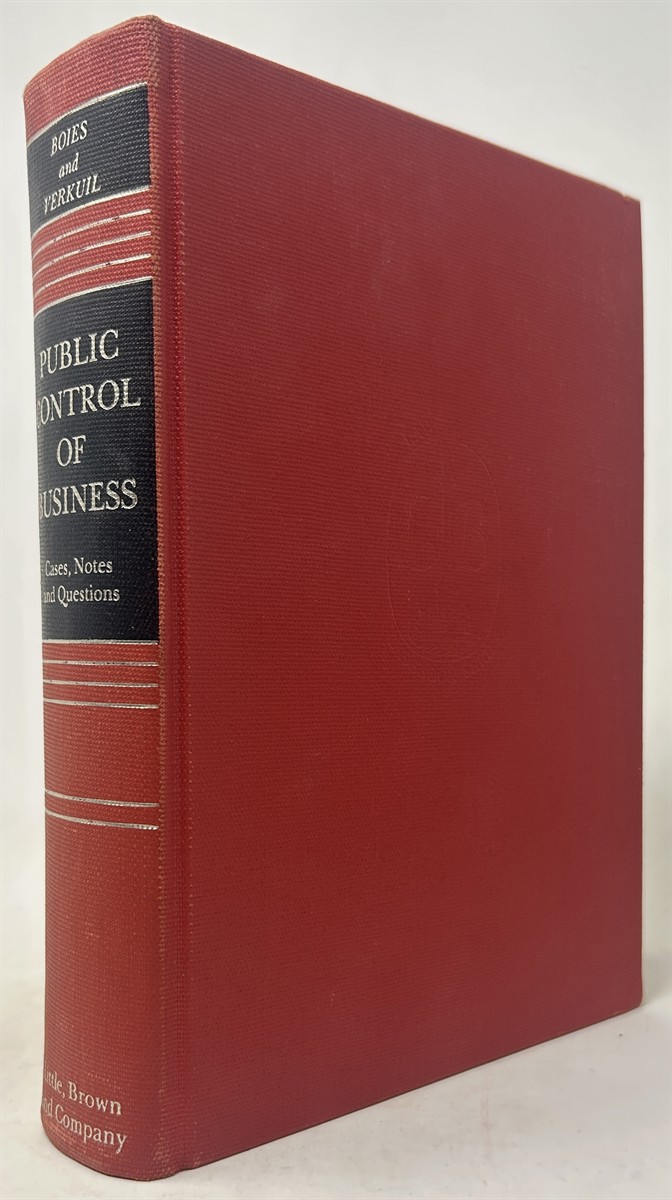 BOIES
and
VERKUIL
PUBLIC
CONTROL
OF
BUSINESS
Cases, Notes
and Questions
Little, Brown
and Company